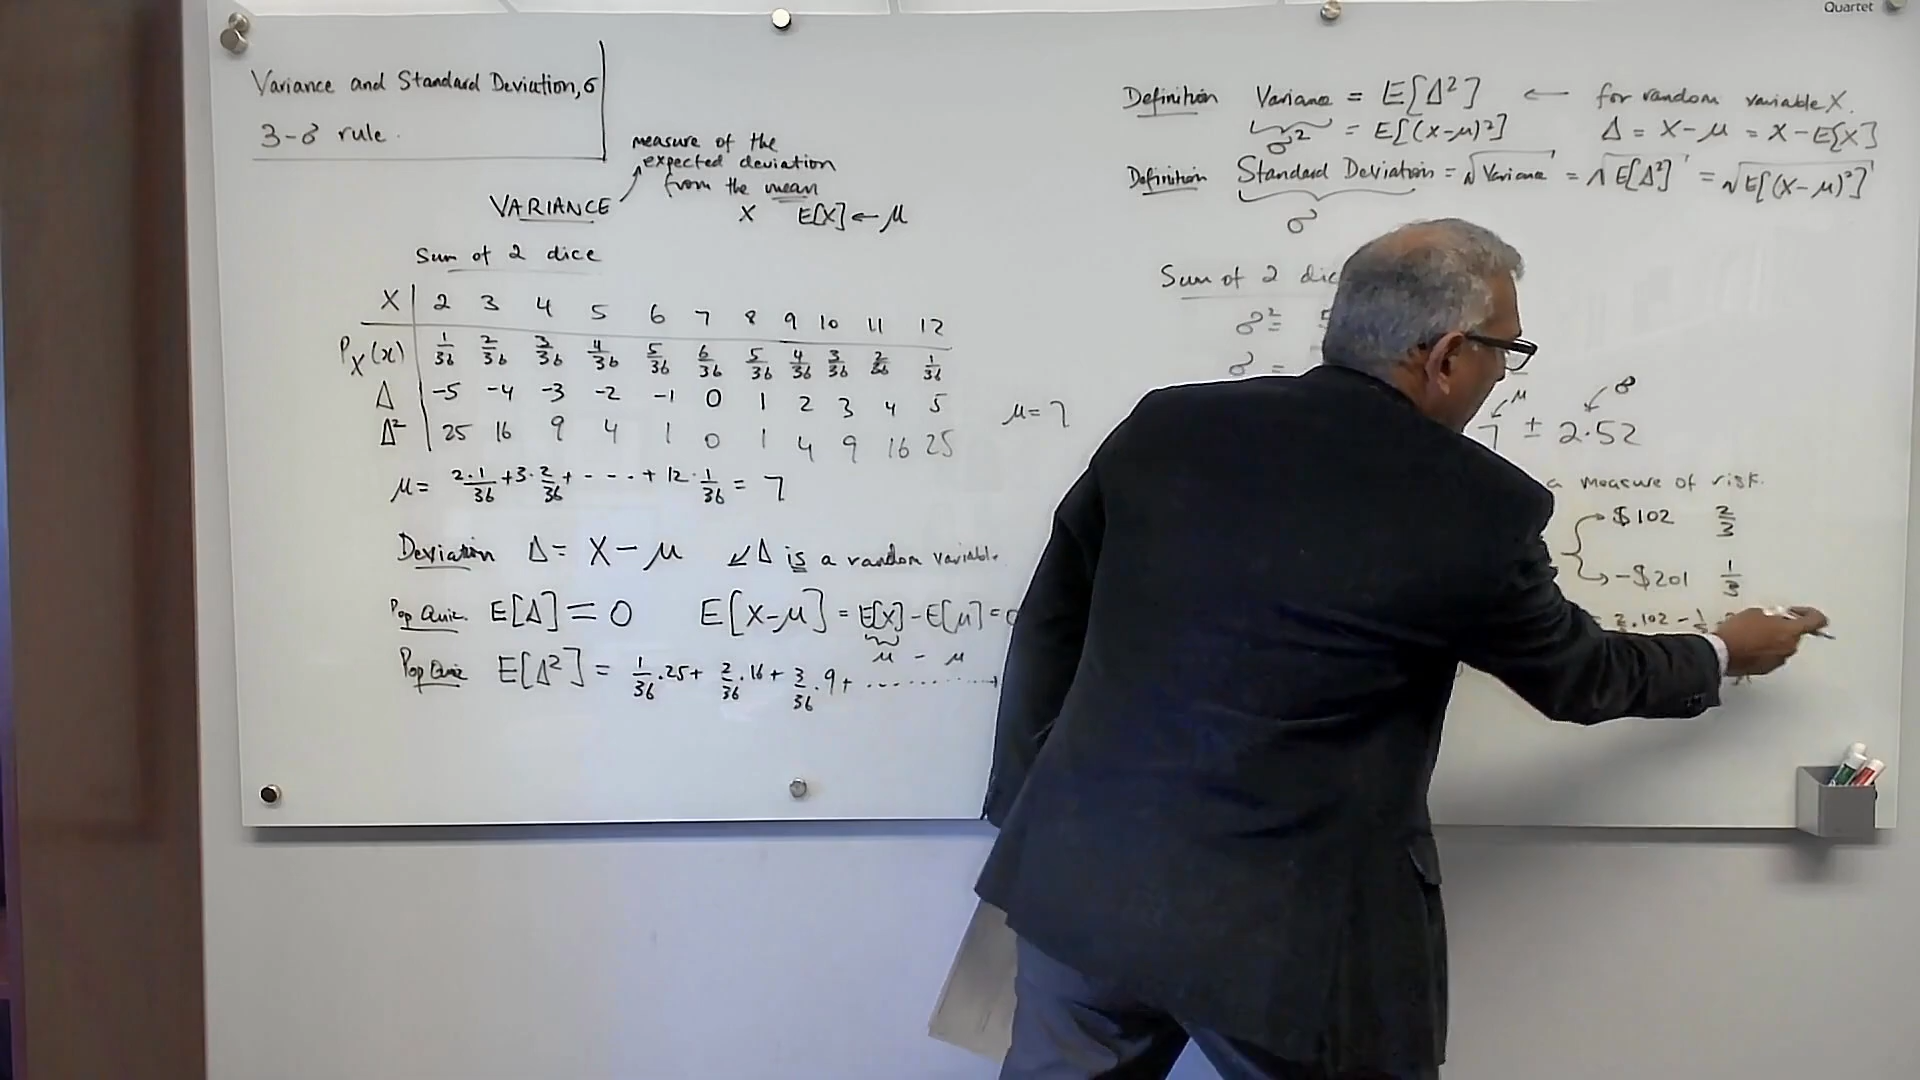 Quartet
Variance and Standard Deviation, σ
3-σ rule.
measure of the
expected deviation
from the mean
VARIANCE
X E[X] ← μ
Sum of 2 dice
X 2 3 4 5 6 7 8 9 10 11 12
P_X(x) 1/36 2/36 3/36 4/36 5/36 6/36 5/36 4/36 3/36 2/36 1/36
Δ -5 -4 -3 -2 -1 0 1 2 3 4 5
Δ² 25 16 9 4 1 0 1 4 9 16 25
μ = 7
μ = 2·1/36 + 3·2/36 + - - - + 12·1/36 = 7
Deviation Δ = X - μ ↙ Δ is a random variable.
Pop Quiz. E[Δ] = 0 E[X-μ] = E[X] - E[μ] = 0
μ - μ
Pop Quiz E[Δ²] = 1/36·25 + 2/36·16 + 3/36·9 + ..........
Definition Variance = E[Δ²] ← for random variable X.
σ² = E[(X-μ)²] Δ = X - μ = X - E[X]
Definition Standard Deviation = √Variance = √E[Δ²] = √E[(X-μ)²]
σ
Sum of 2
σ² =
σ =
μ σ
7 ± 2.52
a measure of risk.
$102 2/3
-$201 1/3
2/3·102 -